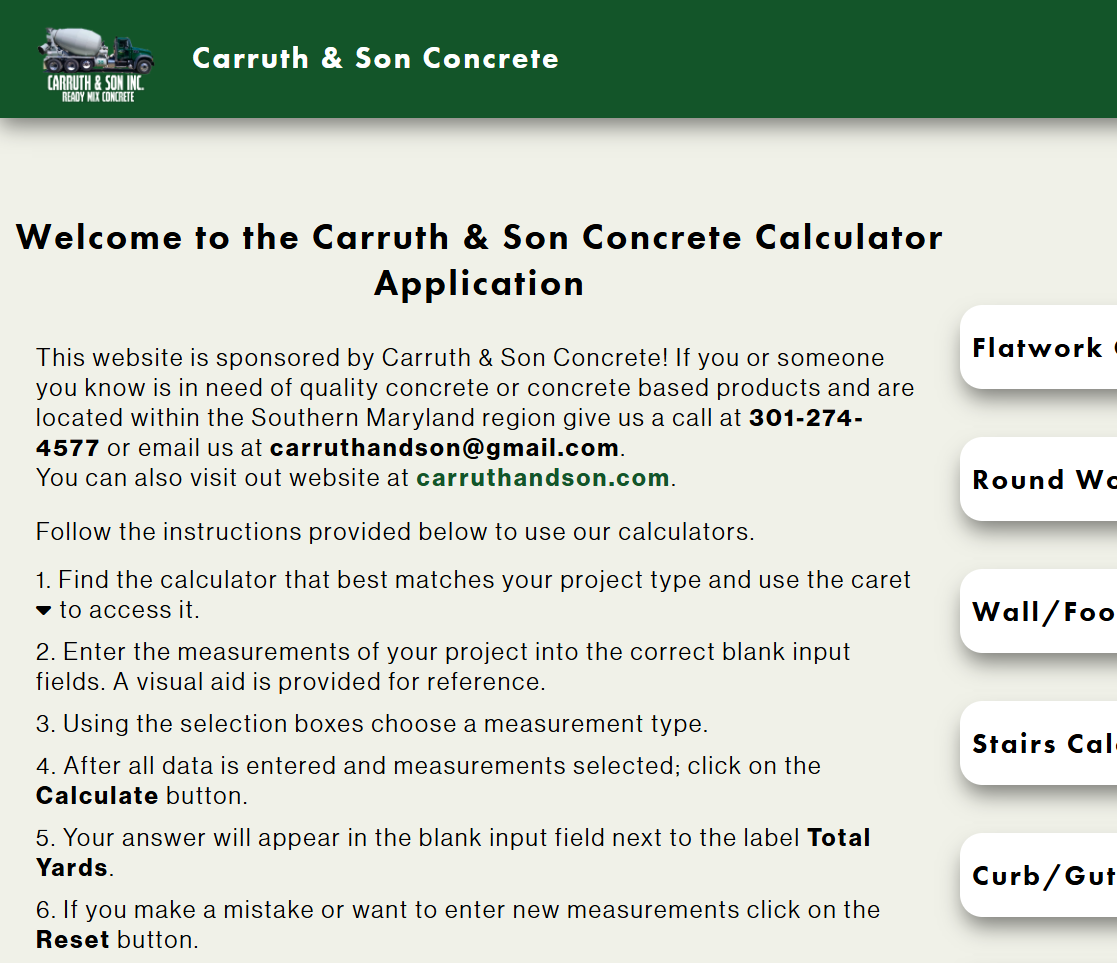 CARRUTH & SON INC.
READY MIX CONCRETE
Carruth & Son Concrete
Welcome to the Carruth & Son Concrete Calculator
Application
This website is sponsored by Carruth & Son Concrete! If you or someone
you know is in need of quality concrete or concrete based products and are
located within the Southern Maryland region give us a call at 301-274-
4577 or email us at carruthandson@gmail.com.
You can also visit out website at carruthandson.com.
Follow the instructions provided below to use our calculators.
1. Find the calculator that best matches your project type and use the caret
to access it.
2. Enter the measurements of your project into the correct blank input
fields. A visual aid is provided for reference.
3. Using the selection boxes choose a measurement type.
4. After all data is entered and measurements selected; click on the
Calculate button.
5. Your answer will appear in the blank input field next to the label Total
Yards.
6. If you make a mistake or want to enter new measurements click on the
Reset button.
Flatwork
Round
Wall/Foo
Stairs Cal
Curb/Gut